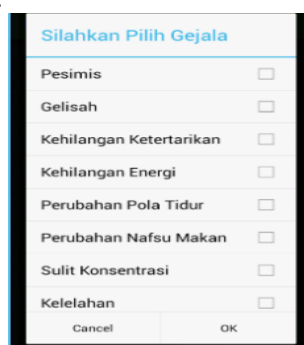 Silahkan Pilih Gejala
Pesimis
Gelisah
Kehilangan Ketertarikan
Kehilangan Energi
Perubahan Pola Tidur
Perubahan Nafsu Makan
Sulit Konsentrasi
Kelelahan
Cancel OK